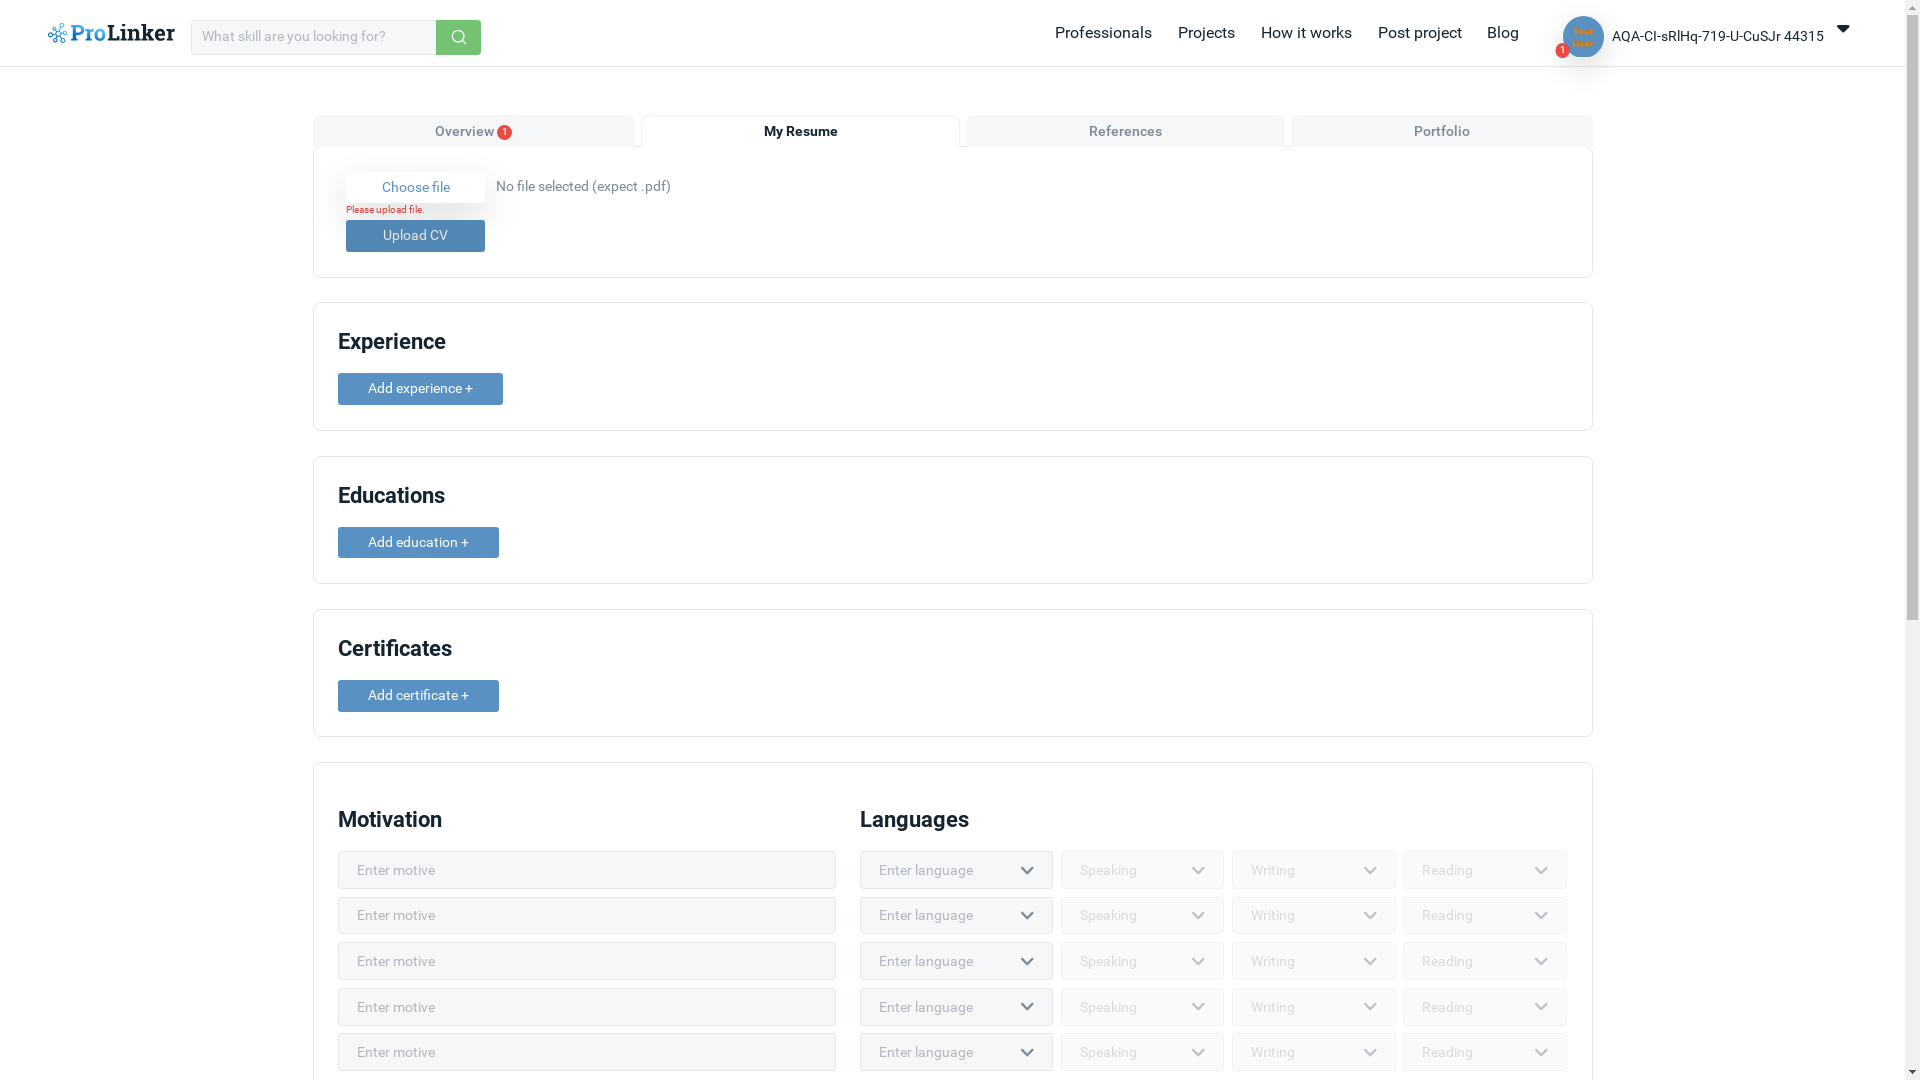 ProLinker
What skill are you looking for?
Professionals Projects How it works Post project Blog
Test User
1
AQA-CI-sRlHq-719-U-CuSJr 44315
Overview 1 My Resume References Portfolio
Choose file No file selected (expect .pdf)
Please upload file.
Upload CV
Experience
Add experience +
Educations
Add education +
Certificates
Add certificate +
Motivation Languages
Enter motive Enter language Speaking Writing Reading
Enter motive Enter language Speaking Writing Reading
Enter motive Enter language Speaking Writing Reading
Enter motive Enter language Speaking Writing Reading
Enter motive Enter language Speaking Writing Reading